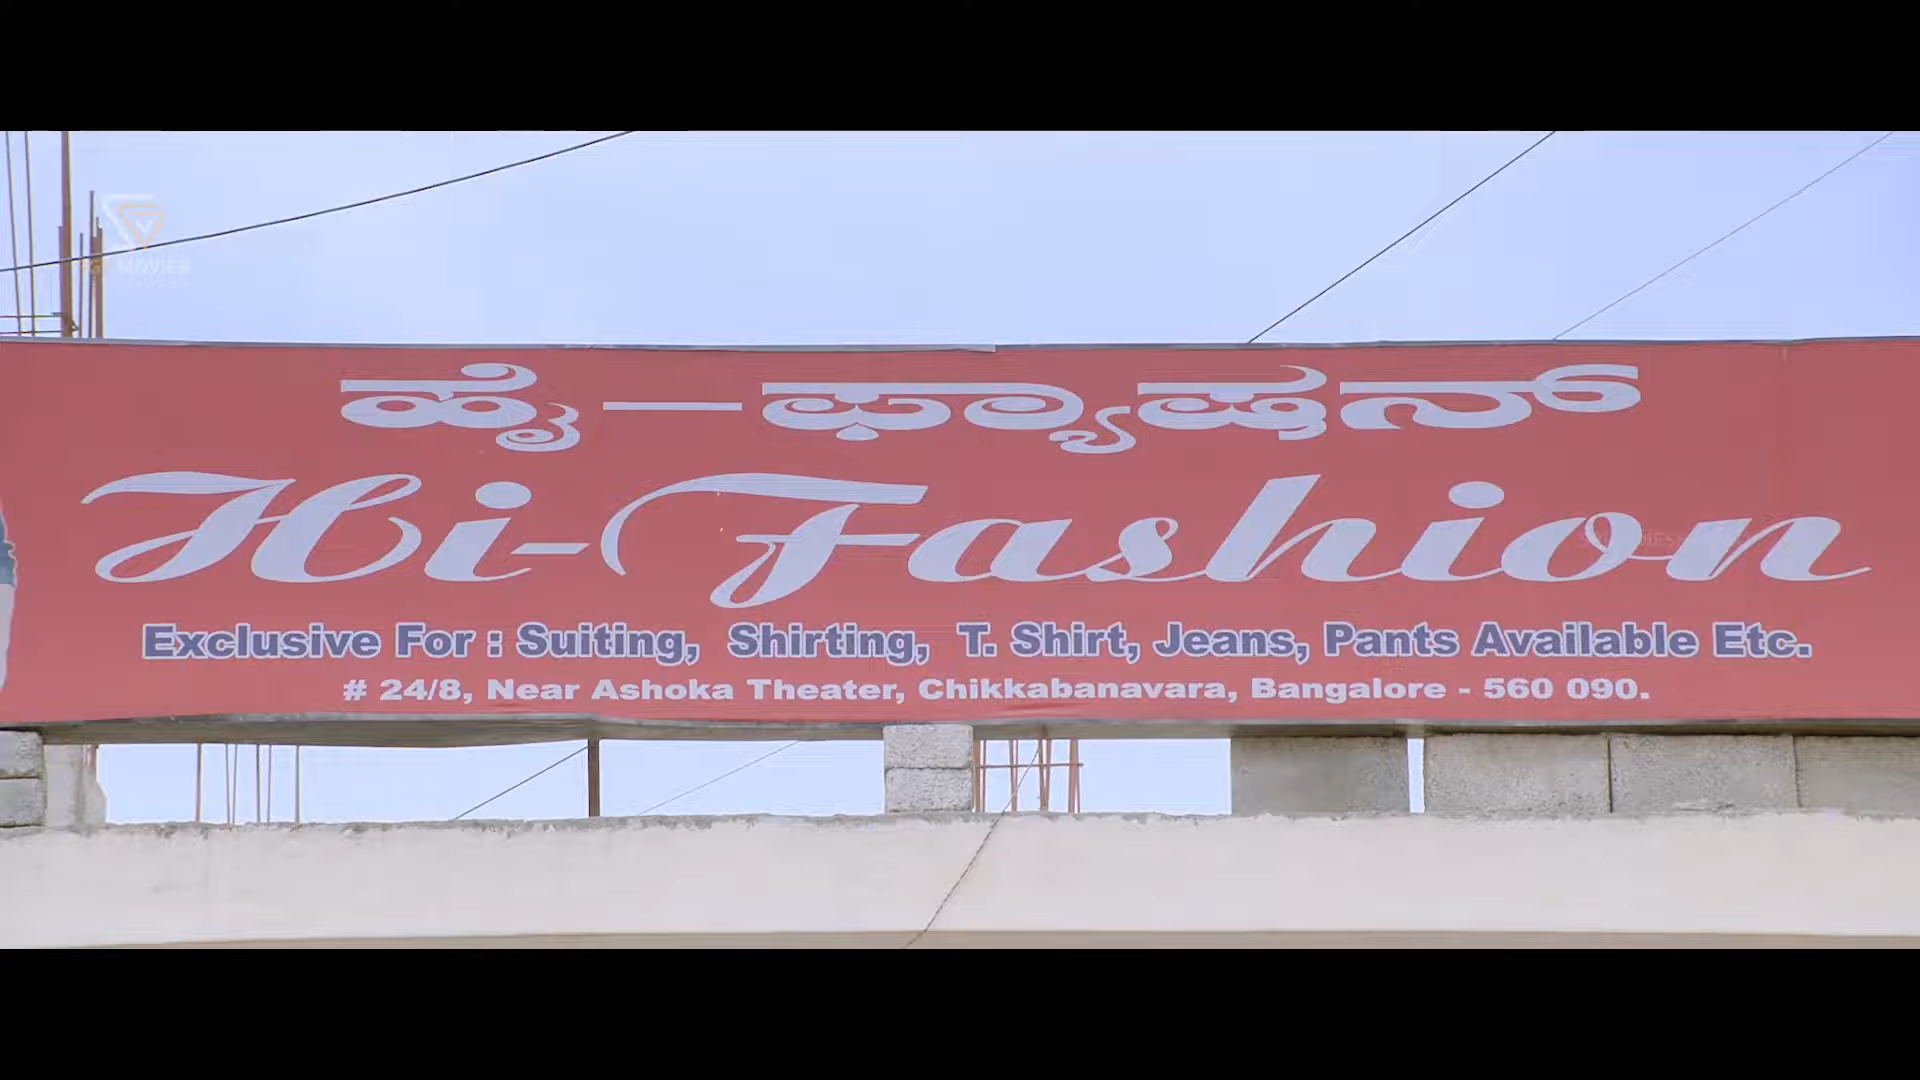 ಹೈ-ಫ್ಯಾಷನ್
Hi-Fashion
Exclusive For : Suiting, Shirting, T. Shirt, Jeans, Pants Available Etc.
# 24/8, Near Ashoka Theater, Chikkabanavara, Bangalore - 560 090.